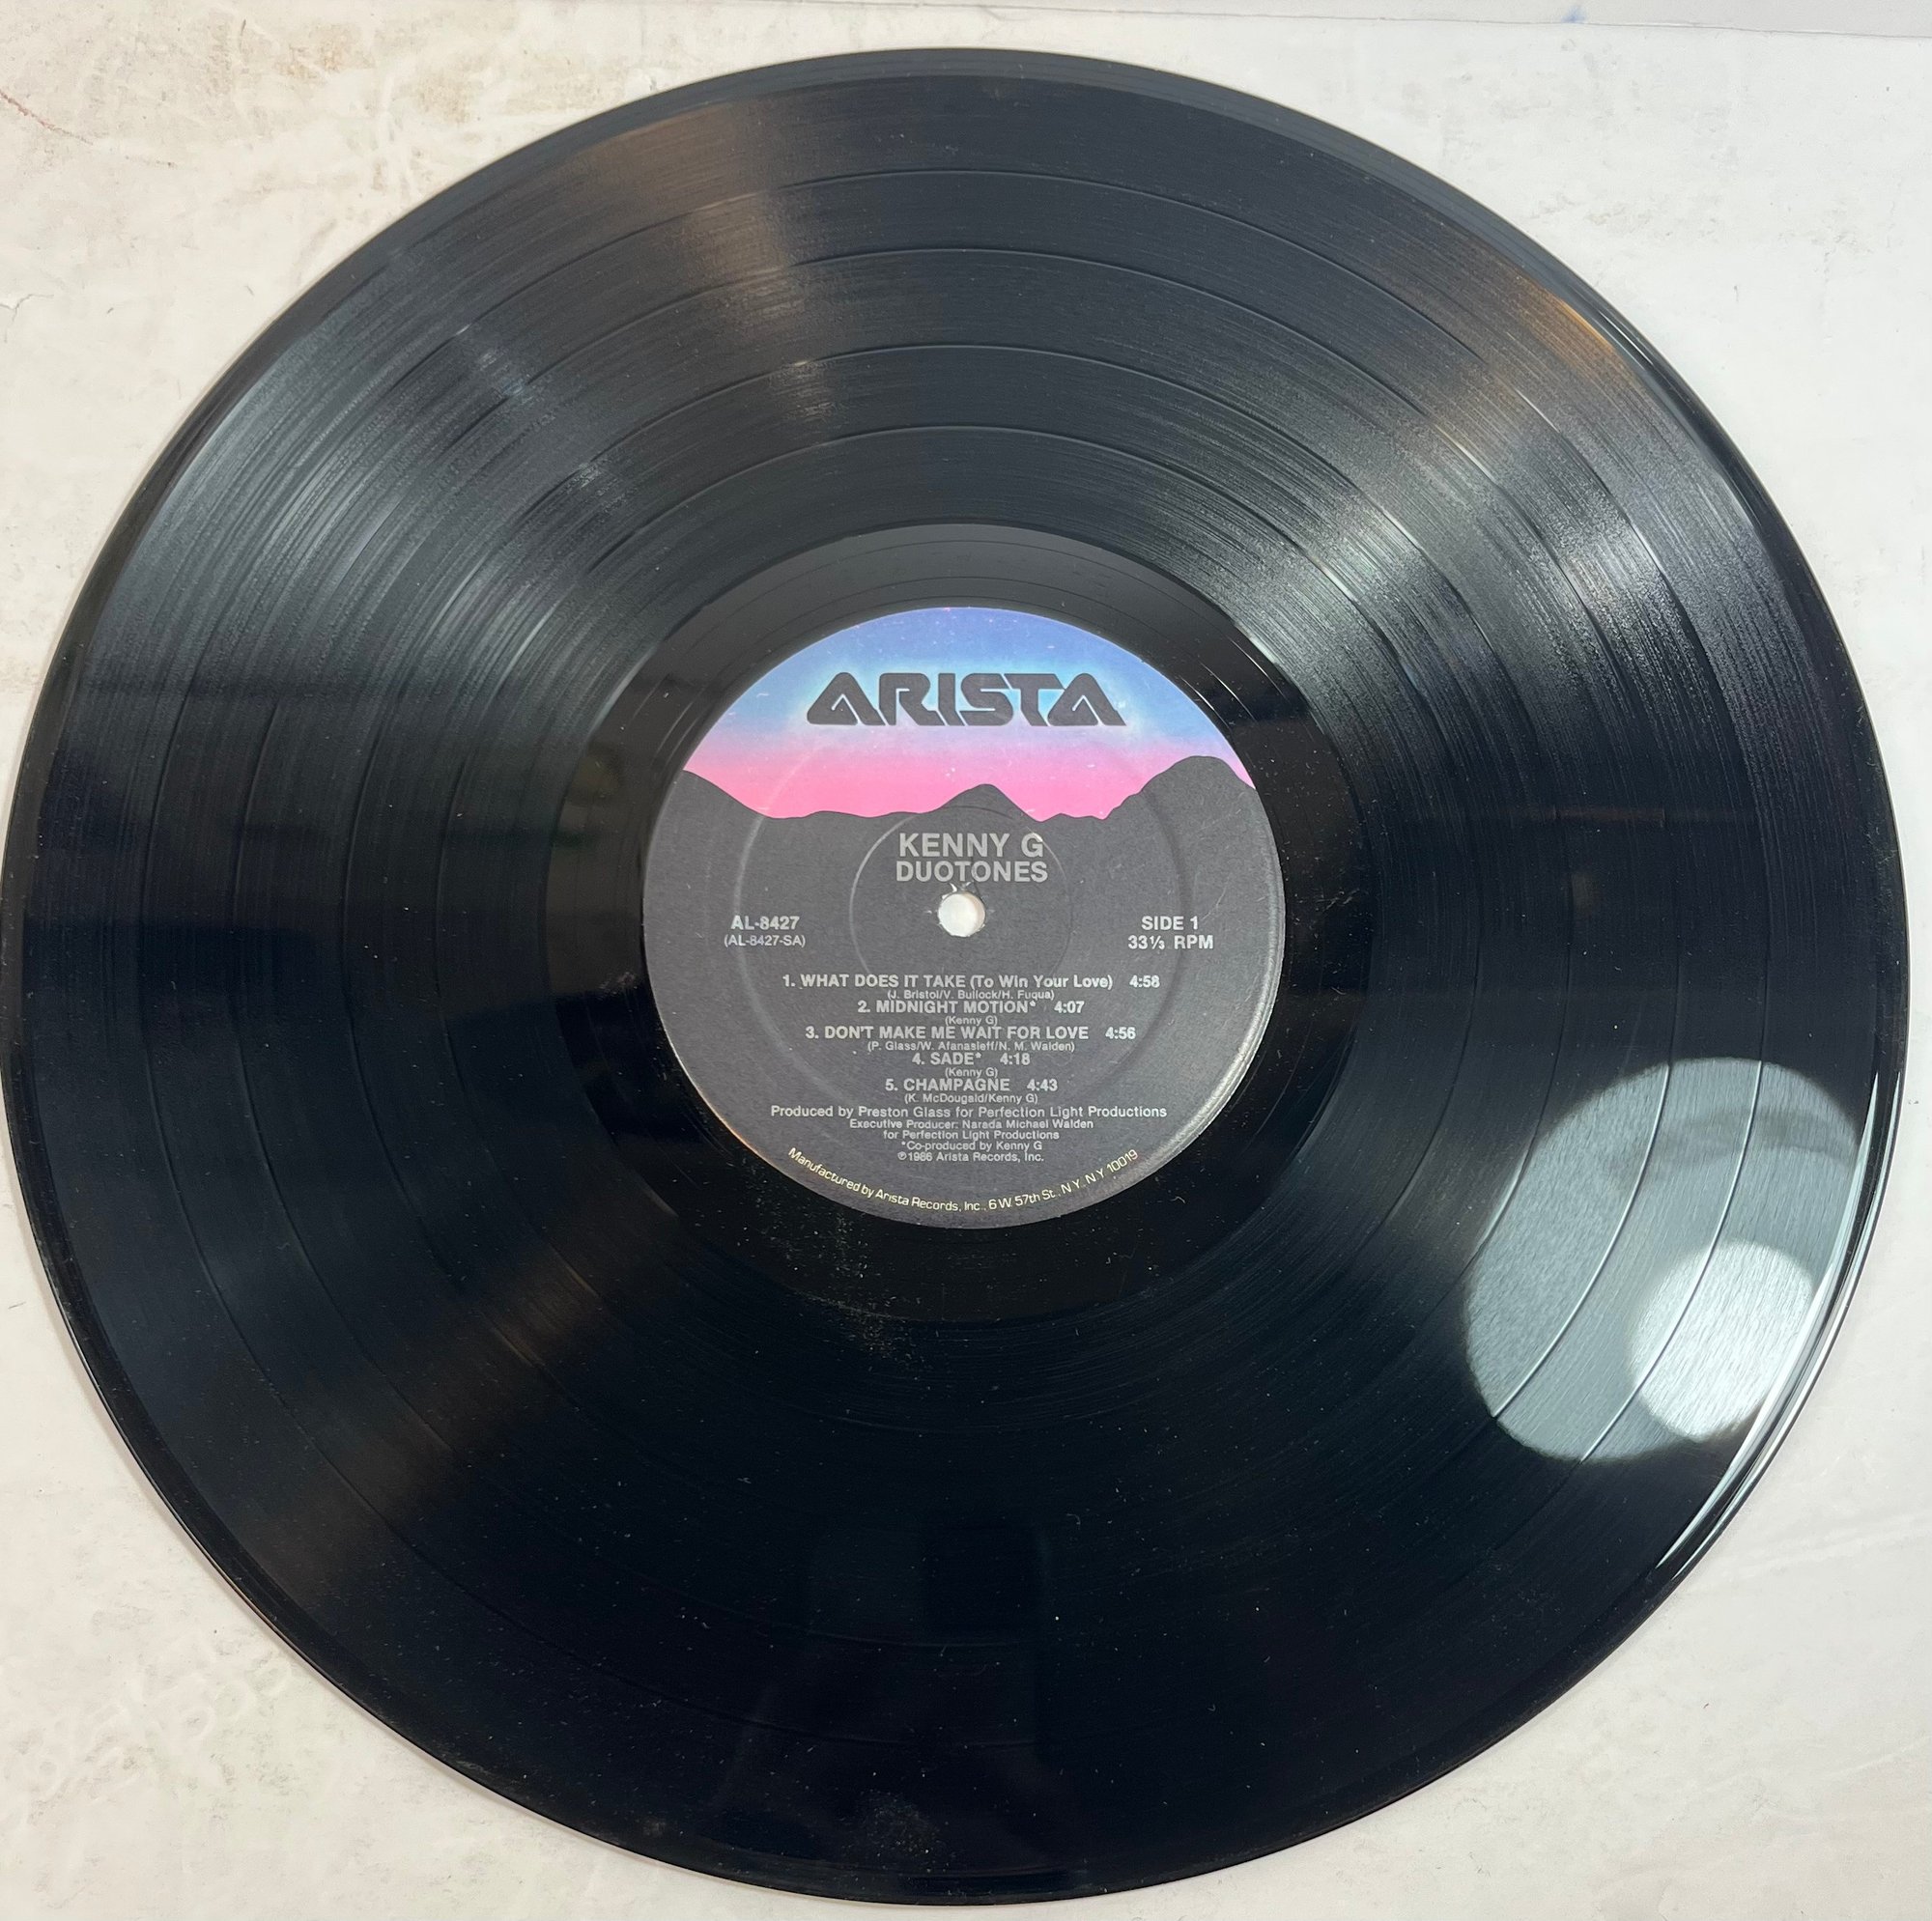 ARISTA
KENNY G
DUOTONES
AL-8427
(AL-8427-SA)
SIDE 1
33⅓ RPM
1. WHAT DOES IT TAKE (To Win Your Love) 4:58
(J. Bristol/V. Bullock/H. Fuqua)
2. MIDNIGHT MOTION* 4:07
(Kenny G)
3. DON'T MAKE ME WAIT FOR LOVE 4:56
(P. Glass/W. Afanasieff/N. M. Walden)
4. SADE* 4:18
(Kenny G)
5. CHAMPAGNE 4:43
(K. McDougald/Kenny G)
Produced by Preston Glass for Perfection Light Productions
Executive Producer: Narada Michael Walden
for Perfection Light Productions
*Co-produced by Kenny G
℗1986 Arista Records, Inc.
Manufactured by Arista Records, Inc., 6 W. 57th St., N.Y. N.Y. 10019